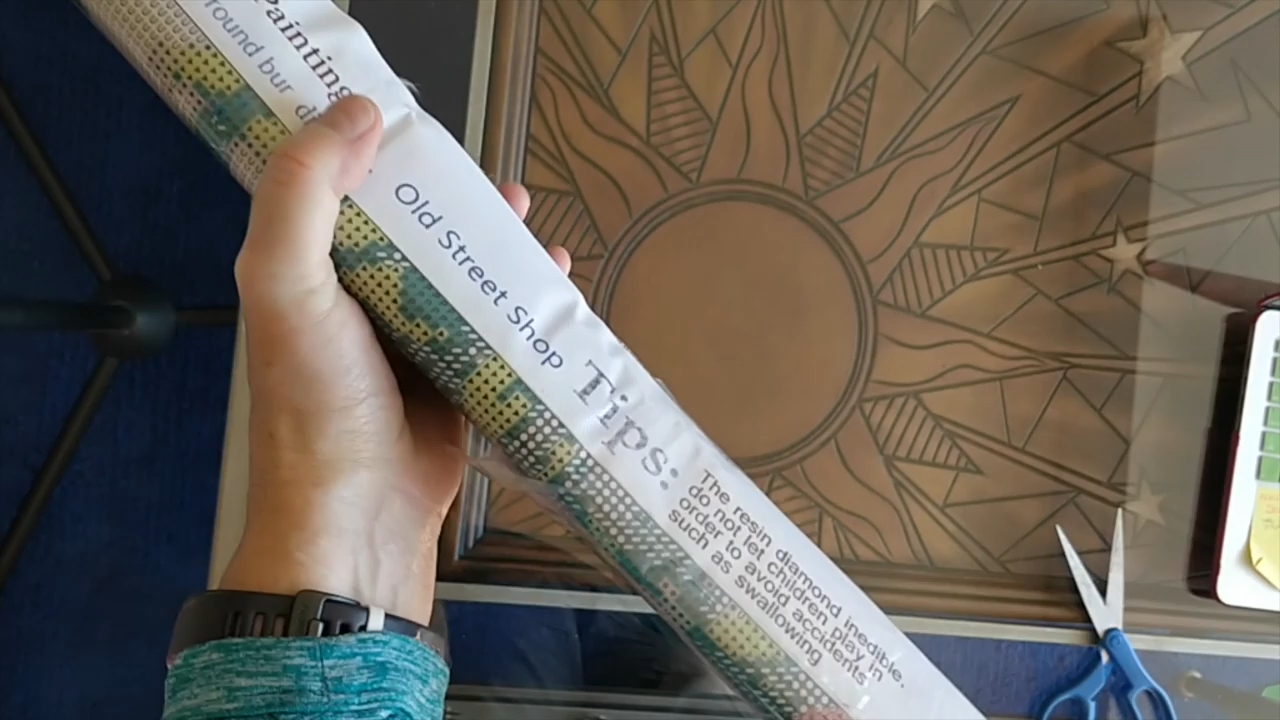 Painting
round bur
Old Street Shop
Tips:
The resin diamond inedible.
do not let children play in
order to avoid accidents
such as swallowing